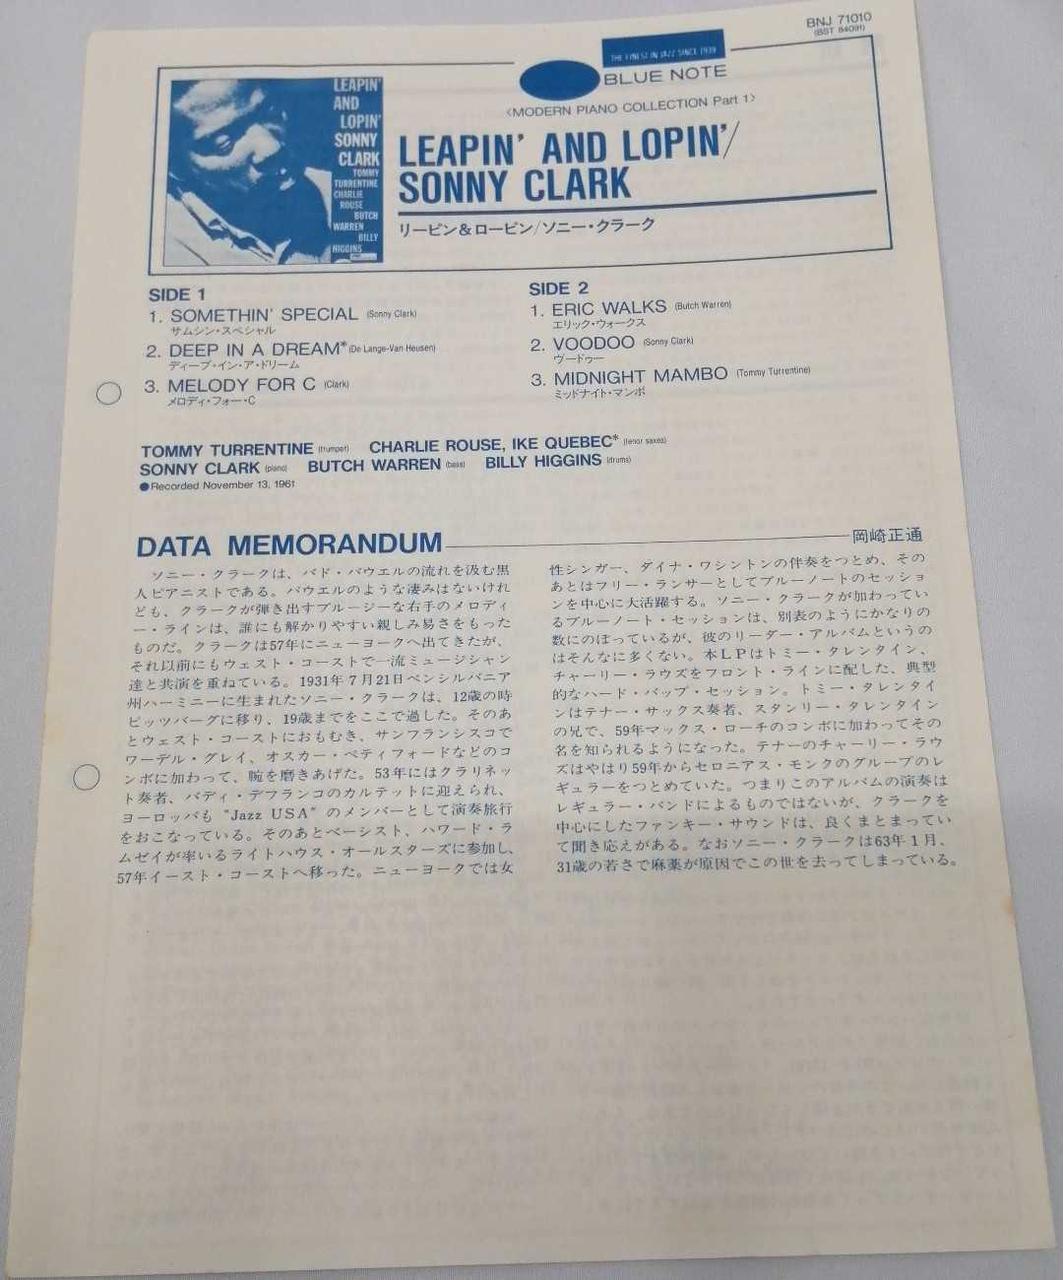 BNJ 71010
(BST 84091)
THE FINEST IN JAZZ SINCE 1939
BLUE NOTE
〈MODERN PIANO COLLECTION Part 1〉
LEAPIN' AND LOPIN'/
SONNY CLARK
リーピン&ローピン/ソニー・クラーク
LEAPIN'
AND
LOPIN'
SONNY
CLARK
TOMMY
TURRENTINE
CHARLIE
ROUSE
BUTCH
WARREN
BILLY
HIGGINS
SIDE 1
1. SOMETHIN' SPECIAL (Sonny Clark)
サムシン・スペシャル
2. DEEP IN A DREAM* (De Lange-Van Heusen)
ディープ・イン・ア・ドリーム
3. MELODY FOR C (Clark)
メロディ・フォー・C
SIDE 2
1. ERIC WALKS (Butch Warren)
エリック・ウォークス
2. VOODOO (Sonny Clark)
ヴードゥー
3. MIDNIGHT MAMBO (Tommy Turrentine)
ミッドナイト・マンボ
TOMMY TURRENTINE (trumpet) CHARLIE ROUSE, IKE QUEBEC* (tenor saxes)
SONNY CLARK (piano) BUTCH WARREN (bass) BILLY HIGGINS (drums)
●Recorded November 13, 1961
DATA MEMORANDUM 岡崎正通
ソニー・クラークは、バド・パウエルの流れを汲む黒
人ピアニストである。パウエルのような凄みはないけれ
ども、クラークが弾き出すブルージーな右手のメロディ
ー・ラインは、誰にも解かりやすい親しみ易さをもった
ものだ。クラークは57年にニューヨークへ出てきたが、
それ以前にもウェスト・コーストで一流ミュージシャン
達と共演を重ねている。1931年7月21日ペンシルバニア
州ハーミニーに生まれたソニー・クラークは、12歳の時
ピッツバーグに移り、19歳までをここで過した。そのあ
とウェスト・コーストにおもむき、サンフランシスコで
ワーデル・グレイ、オスカー・ペティフォードなどのコ
ンボに加わって、腕を磨きあげた。53年にはクラリネッ
ト奏者、バディ・デフランコのカルテットに迎えられ、
ヨーロッパも "Jazz USA" のメンバーとして演奏旅行
をおこなっている。そのあとベーシスト、ハワード・ラ
ムゼイが率いるライトハウス・オールスターズに参加し、
57年イースト・コーストへ移った。ニューヨークでは女
性シンガー、ダイナ・ワシントンの伴奏をつとめ、その
あとはフリー・ランサーとしてブルーノートのセッショ
ンを中心に大活躍する。ソニー・クラークが加わってい
るブルーノート・セッションは、別表のようにかなりの
数にのぼっているが、彼のリーダー・アルバムというの
はそんなに多くない。本LPはトミー・タレンタイン、
チャーリー・ラウズをフロント・ラインに配した、典型
的なハード・バップ・セッション。トミー・タレンタイ
ンはテナー・サックス奏者、スタンリー・タレンタイン
の兄で、59年マックス・ローチのコンボに加わってその
名を知られるようになった。テナーのチャーリー・ラウ
ズはやはり59年からセロニアス・モンクのグループのレ
ギュラーをつとめていた。つまりこのアルバムの演奏は
レギュラー・バンドによるものではないが、クラークを
中心にしたファンキー・サウンドは、良くまとまってい
て聞き応えがある。なおソニー・クラークは63年1月、
31歳の若さで麻薬が原因でこの世を去ってしまっている。